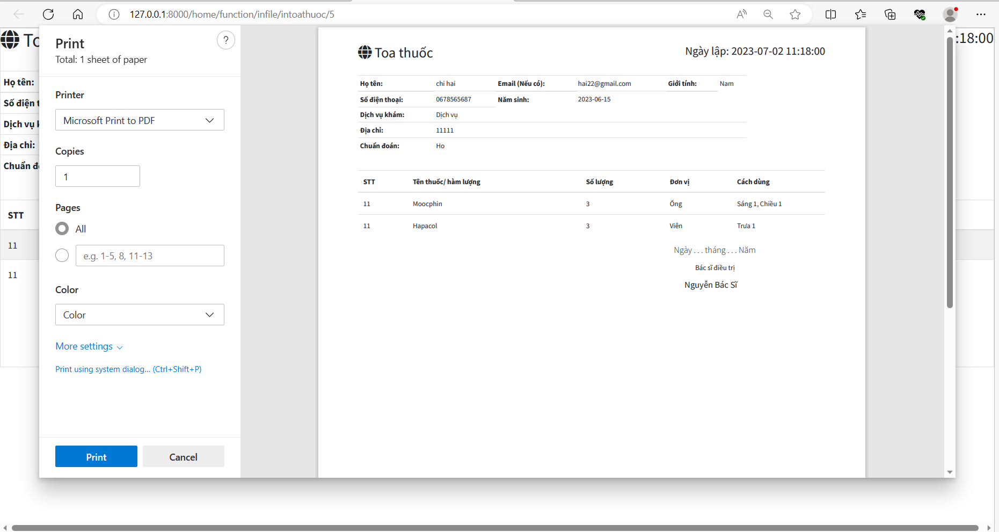 127.0.0.1:8000/home/function/infile/intoathuoc/5
To
:18:00
Họ tên:
Số điện t
Dịch vụ k
Địa chỉ:
Chuẩn đ
STT
11
11
Print
Total: 1 sheet of paper
?
Printer
Microsoft Print to PDF
Copies
1
Pages
All
e.g. 1-5, 8, 11-13
Color
Color
More settings
Print using system dialog... (Ctrl+Shift+P)
Print Cancel
Toa thuốc Ngày lập: 2023-07-02 11:18:00
Họ tên: chi hai Email (Nếu có): hai22@gmail.com Giới tính: Nam
Số điện thoại: 0678565687 Năm sinh: 2023-06-15
Dịch vụ khám: Dịch vụ
Địa chỉ: 11111
Chuẩn đoán: Ho
STT Tên thuốc/ hàm lượng Số lượng Đơn vị Cách dùng
11 Moocphin 3 Ống Sáng 1, Chiều 1
11 Hapacol 3 Viên Trưa 1
Ngày . . . tháng . . . Năm
Bác sĩ điều trị
Nguyễn Bác Sĩ